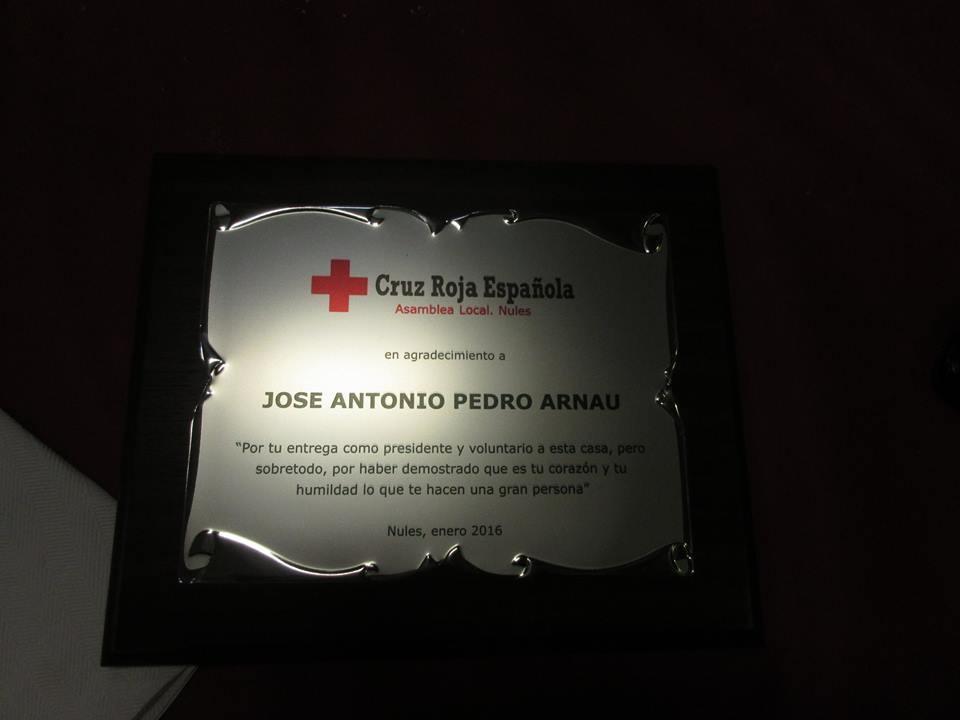 Cruz Roja Española
Asamblea Local. Nules
en agradecimiento a
JOSE ANTONIO PEDRO ARNAU
“Por tu entrega como presidente y voluntario a esta casa, pero
sobretodo, por haber demostrado que es tu corazón y tu
humildad lo que te hacen una gran persona”
Nules, enero 2016